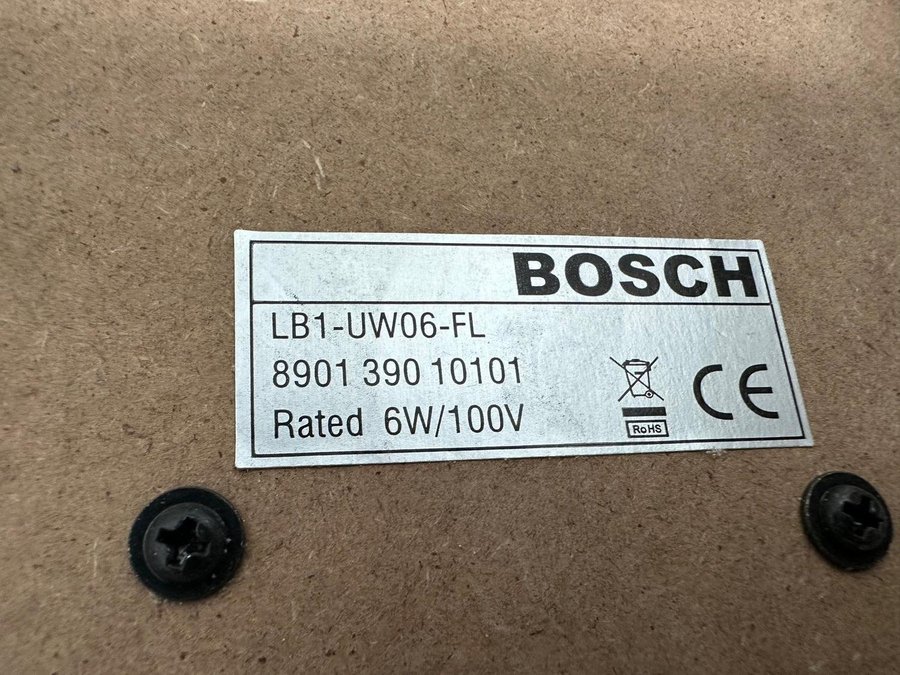 BOSCH
LB1-UW06-FL
8901 390 10101
Rated 6W/100V
RoHS
CE